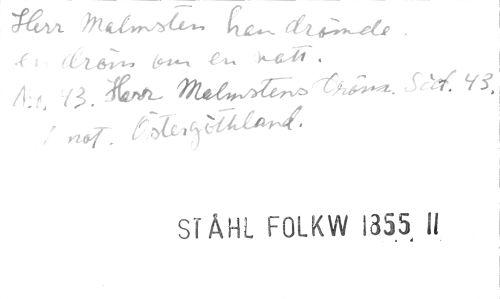 Herr Malmsten han drömde.
en dröm om en natt.
No. 43. Herr Malmstens dröm. Sid. 43.
1 not. Östergöthland.
STÅHL FOLKW 1855 II